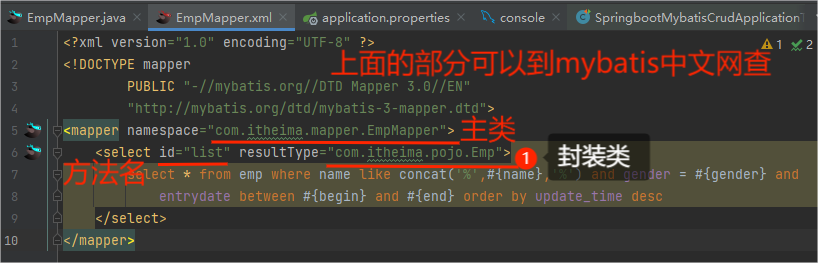 EmpMapper.java × EmpMapper.xml × application.properties × console × SpringbootMybatisCrudApplicationT
1 <?xml version="1.0" encoding="UTF-8" ?>
1 2
2 <!DOCTYPE mapper
上面的部分可以到mybatis中文网查
3 PUBLIC "-//mybatis.org//DTD Mapper 3.0//EN"
4 "http://mybatis.org/dtd/mybatis-3-mapper.dtd">
5 <mapper namespace="com.itheima.mapper.EmpMapper"> 主类
6 <select id="list" resultType="com.itheima.pojo.Emp"> 1 封装类
方法名
7 select * from emp where name like concat('%',#{name},'%') and gender = #{gender} and
8 entrydate between #{begin} and #{end} order by update_time desc
9 </select>
10 </mapper>